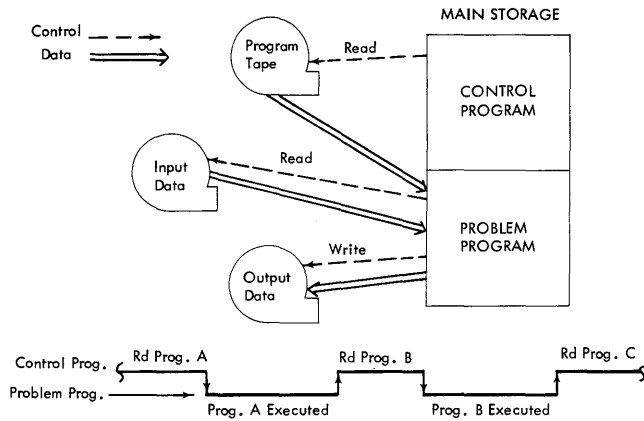 MAIN STORAGE
Control
Data
Program
Tape
Read
CONTROL
PROGRAM
Input
Data
Read
PROBLEM
PROGRAM
Write
Output
Data
Control Prog.
Rd Prog. A
Rd Prog. B
Rd Prog. C
Problem Prog.
Prog. A Executed
Prog. B Executed